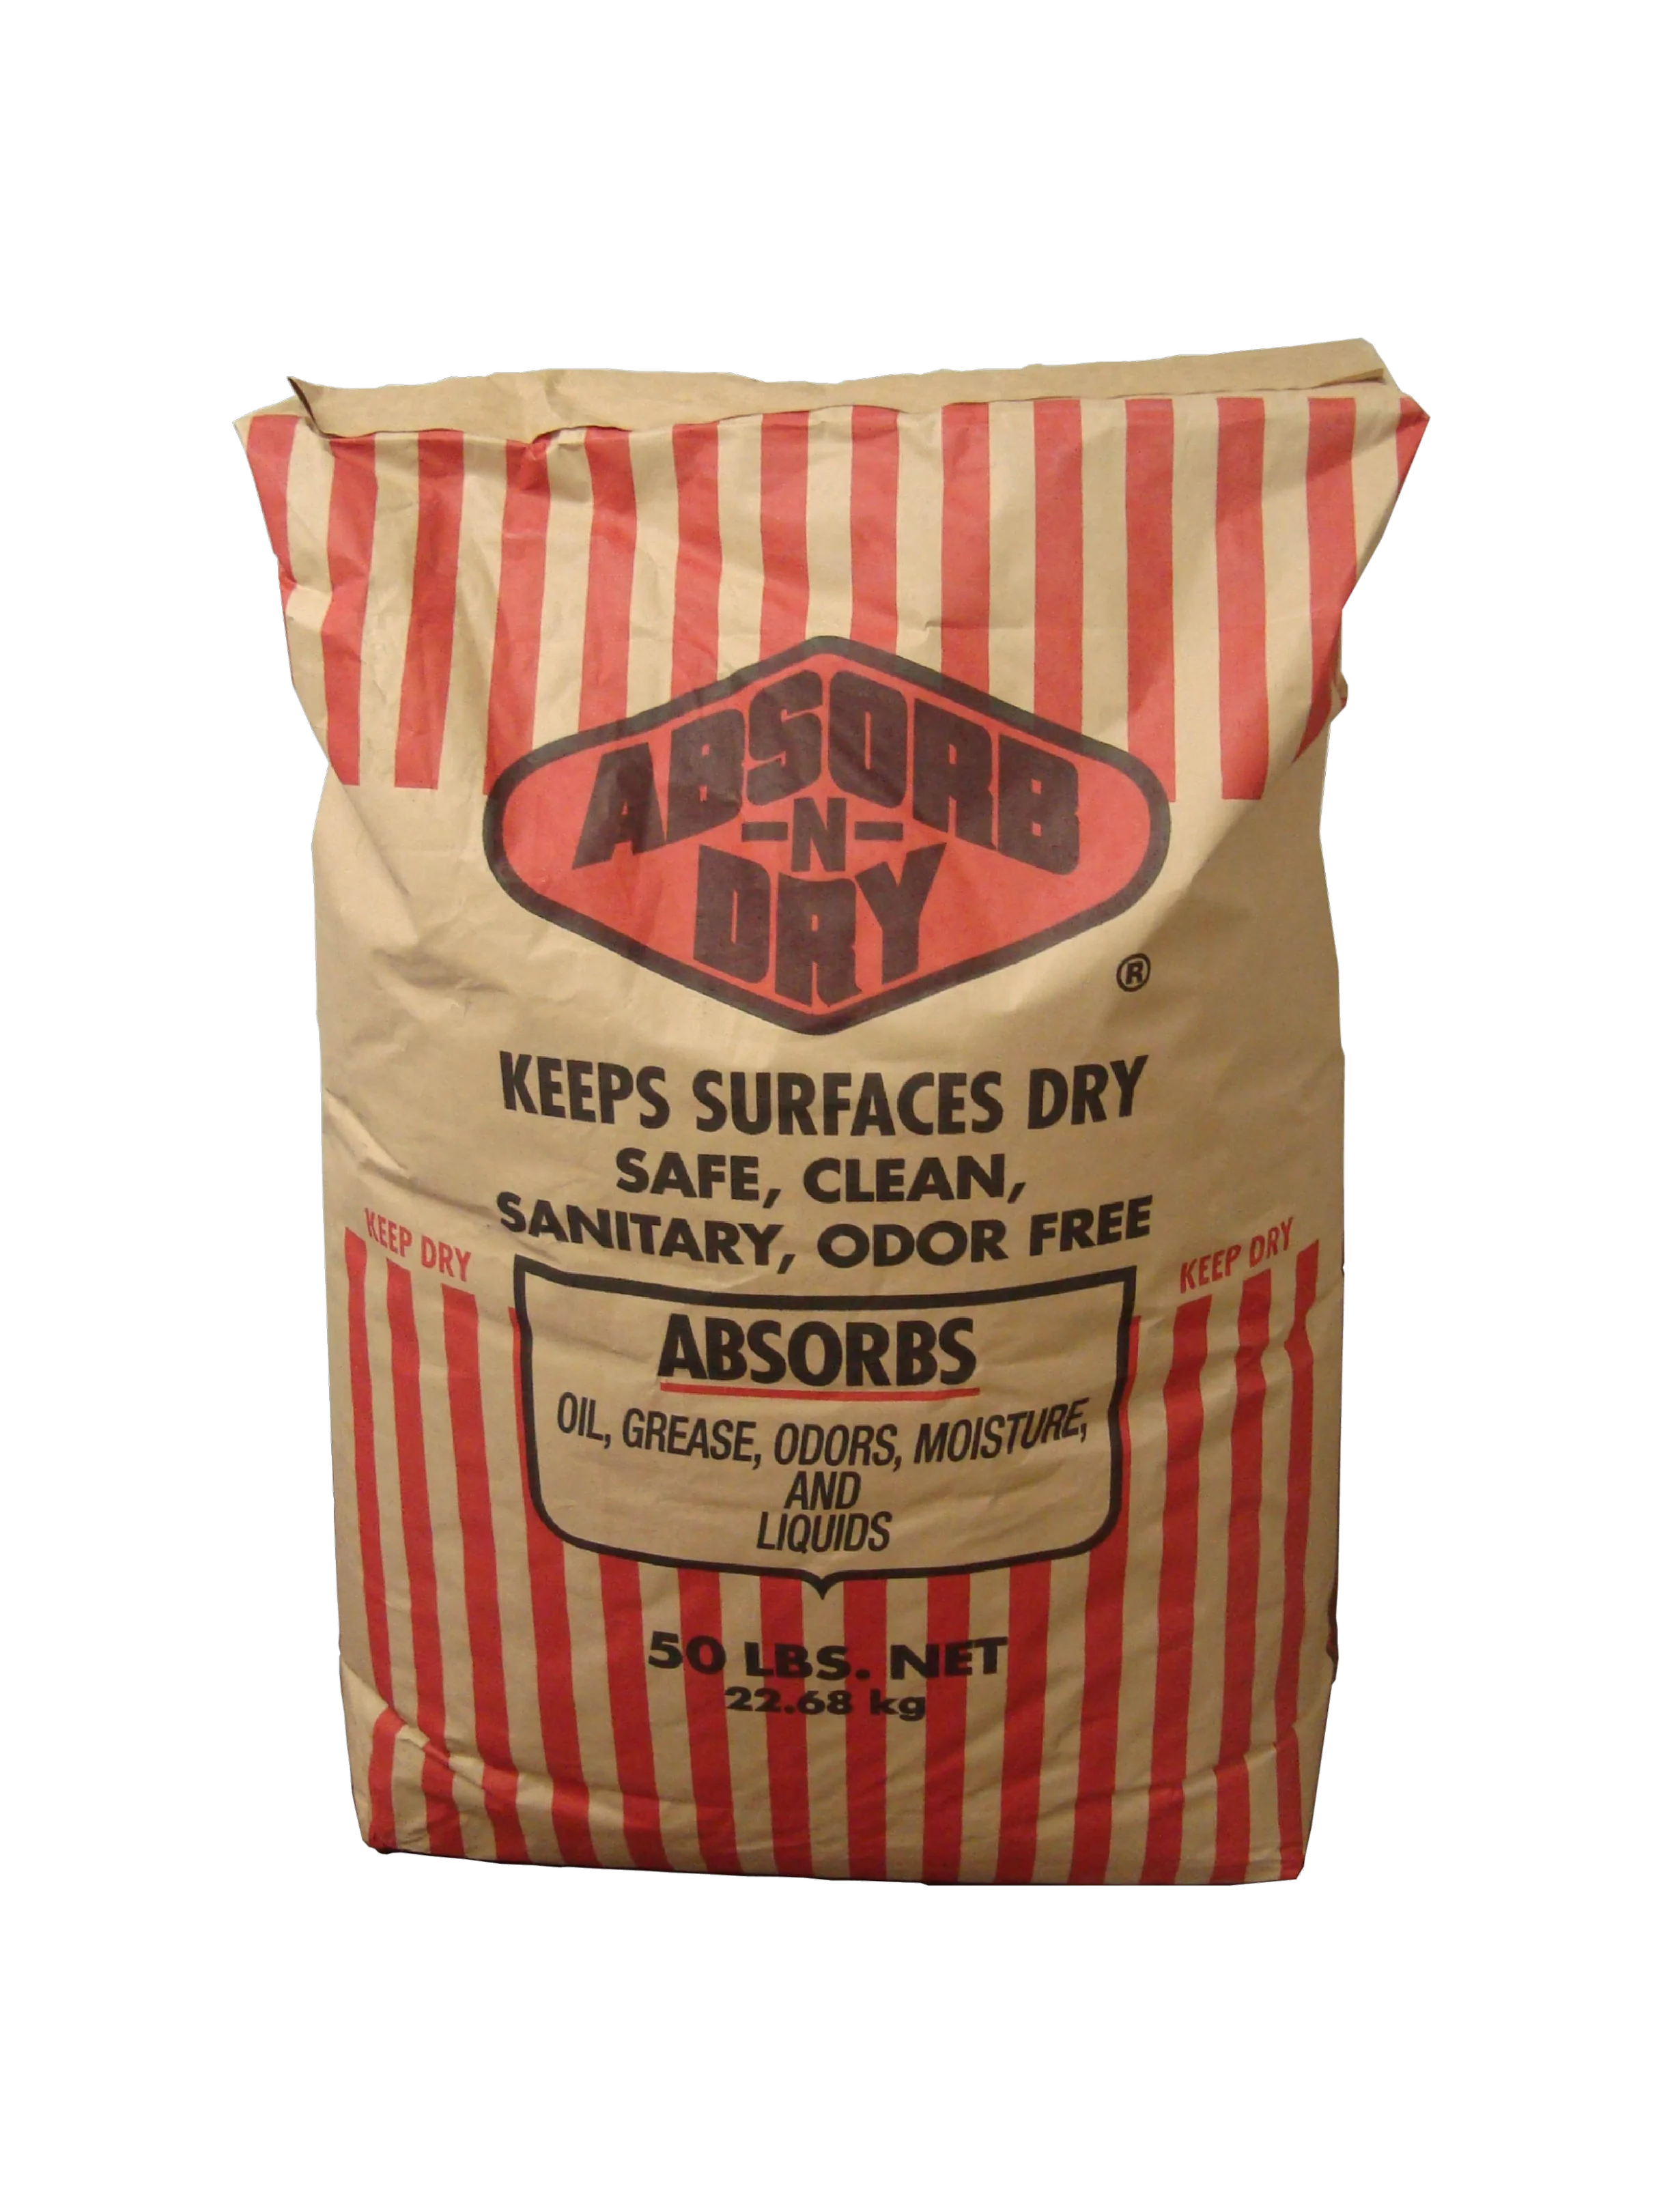 ABSORB
-N-
DRY
®
KEEPS SURFACES DRY
SAFE, CLEAN,
SANITARY, ODOR FREE
KEEP DRY
KEEP DRY
ABSORBS
OIL, GREASE, ODORS, MOISTURE,
AND
LIQUIDS
50 LBS. NET
22.68 kg